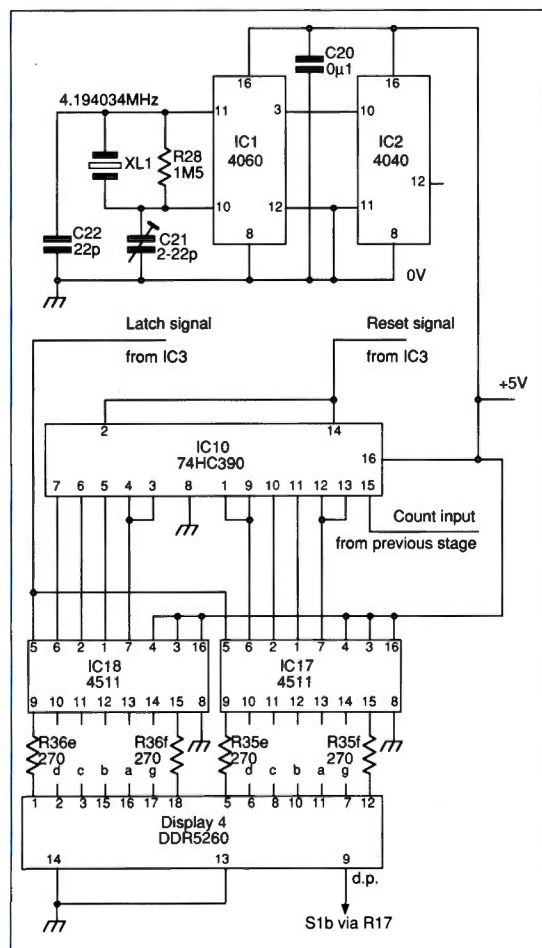 C20
0µ1
16
16
4.194034MHz
11
3
10
XL1
R28
1M5
IC1
4060
IC2
4040
12
10
12
11
C22
22p
C21
2-22p
8
8
0V
Latch signal
from IC3
Reset signal
from IC3
+5V
2
14
IC10
74HC390
16
7 6 5 4 3 8 1 9 10 11 12 13 15
Count input
from previous stage
5 6 2 1 7 4 3 16
5 6 2 1 7 4 3 16
IC18
4511
IC17
4511
9 10 11 12 13 14 15 8
9 10 11 12 13 14 15 8
R36e
270
R36f
270
R35e
270
R35f
270
d c b a g
d c b a g
1 2 3 15 16 17 18 5 6 8 10 11 7 12
Display 4
DDR5260
14
13
9
d.p.
S1b via R17